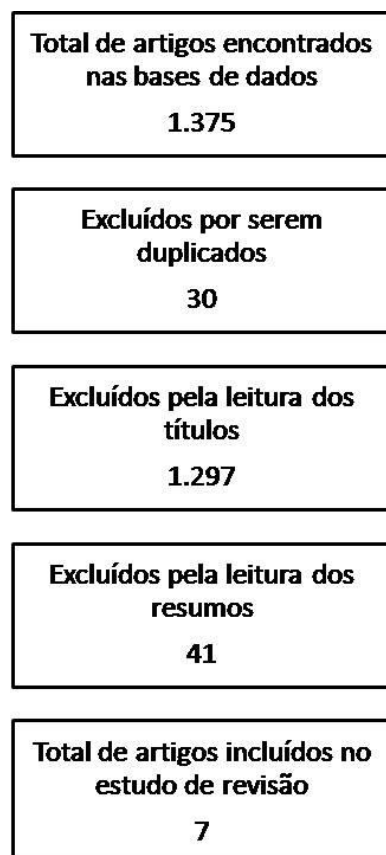 Total de artigos encontrados
nas bases de dados
1.375
Excluídos por serem
duplicados
30
Excluídos pela leitura dos
títulos
1.297
Excluídos pela leitura dos
resumos
41
Total de artigos incluídos no
estudo de revisão
7